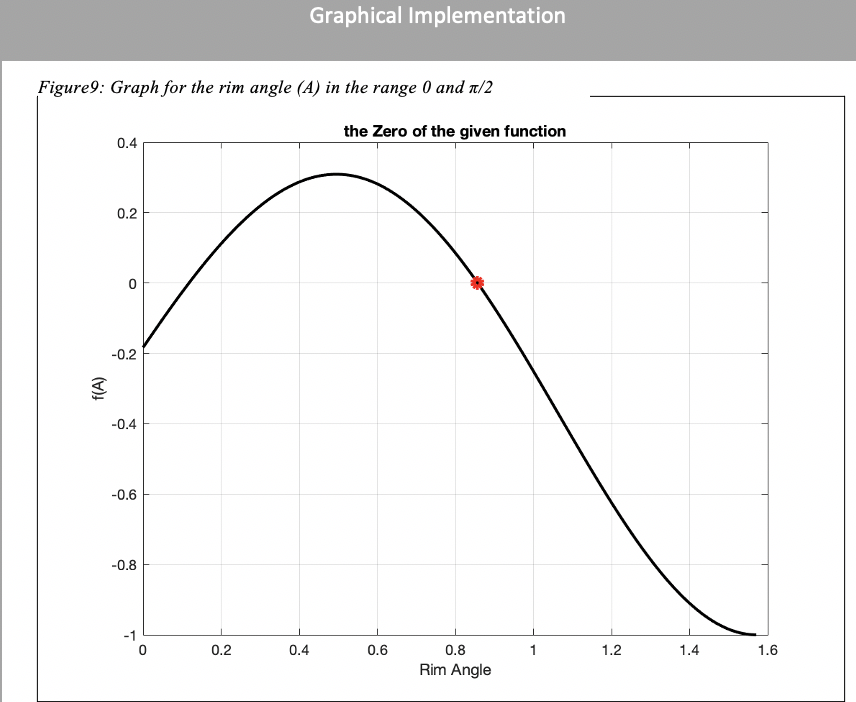 Graphical Implementation
Figure9: Graph for the rim angle (A) in the range 0 and π/2
the Zero of the given function
0.4
0.2
0
-0.2
-0.4
-0.6
-0.8
-1
f(A)
0 0.2 0.4 0.6 0.8 1 1.2 1.4 1.6
Rim Angle